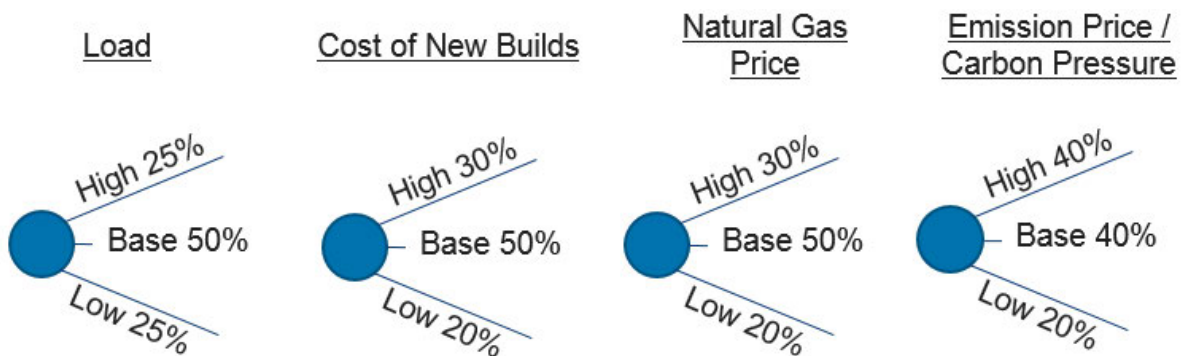 Load
High 25%
Base 50%
Low 25%
Cost of New Builds
High 30%
Base 50%
Low 20%
Natural Gas
Price
High 30%
Base 50%
Low 20%
Emission Price /
Carbon Pressure
High 40%
Base 40%
Low 20%